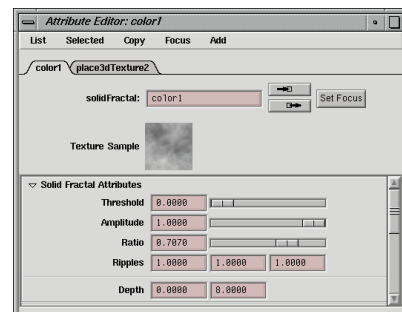 Attribute Editor: color1
List Selected Copy Focus Add
color1 place3dTexture2
solidFractal: color1 Set Focus
Texture Sample
Solid Fractal Attributes
Threshold 0.0000
Amplitude 1.0000
Ratio 0.7070
Ripples 1.0000 1.0000 1.0000
Depth 0.0000 8.0000